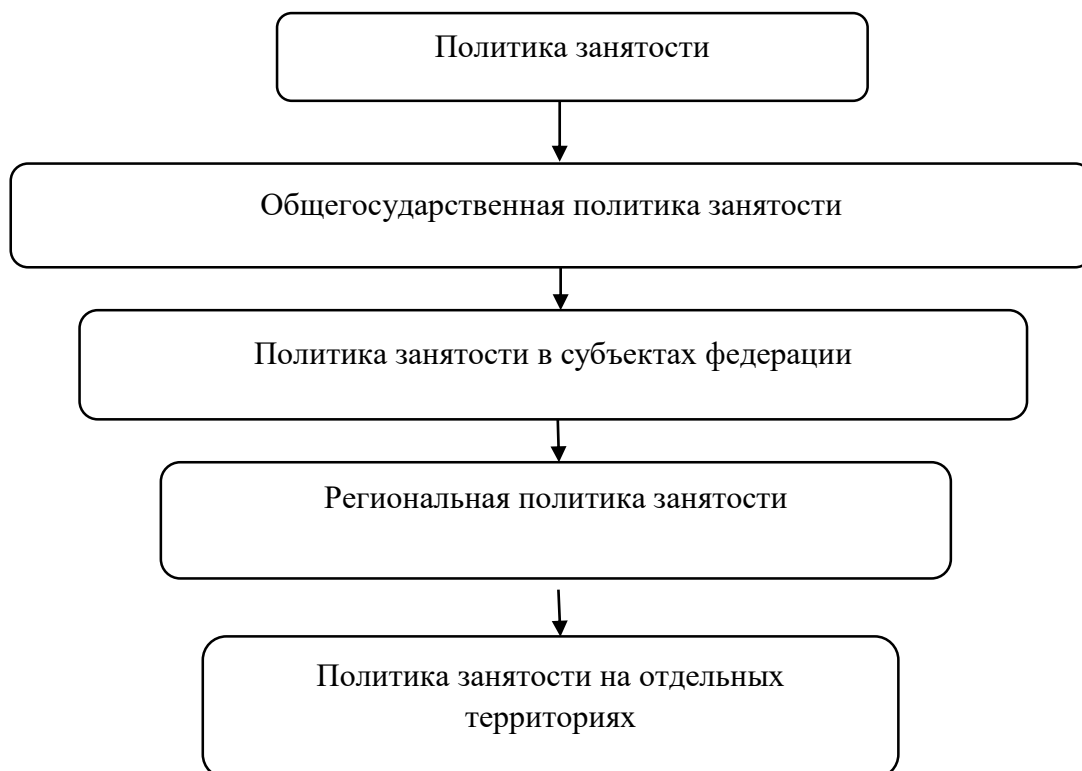 Политика занятости
Общегосударственная политика занятости
Политика занятости в субъектах федерации
Региональная политика занятости
Политика занятости на отдельных
территориях